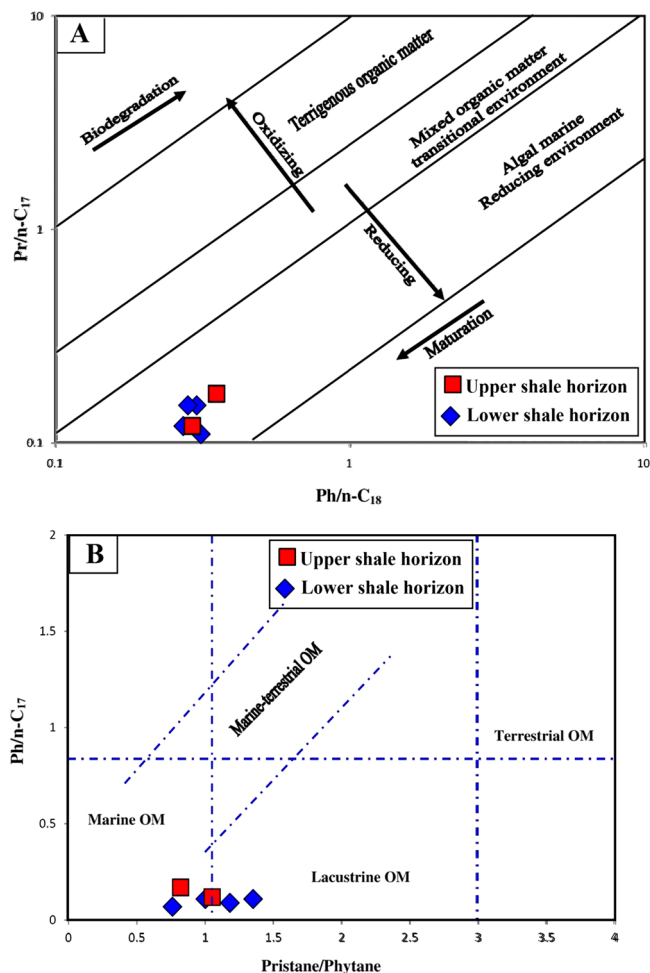 A
10
1
0.1
0.1
1
10
Pr/n-C17
Ph/n-C18
Biodegradation
Oxidizing
Terrigenous organic matter
Mixed organic matter
transitional environment
Algal marine
Reducing environment
Reducing
Maturation
Upper shale horizon
Lower shale horizon
B
2
1.5
1
0.5
0
0
0.5
1
1.5
2
2.5
3
3.5
4
Ph/n-C17
Pristane/Phytane
Upper shale horizon
Lower shale horizon
Marine-terrestrial OM
Terrestrial OM
Marine OM
Lacustrine OM